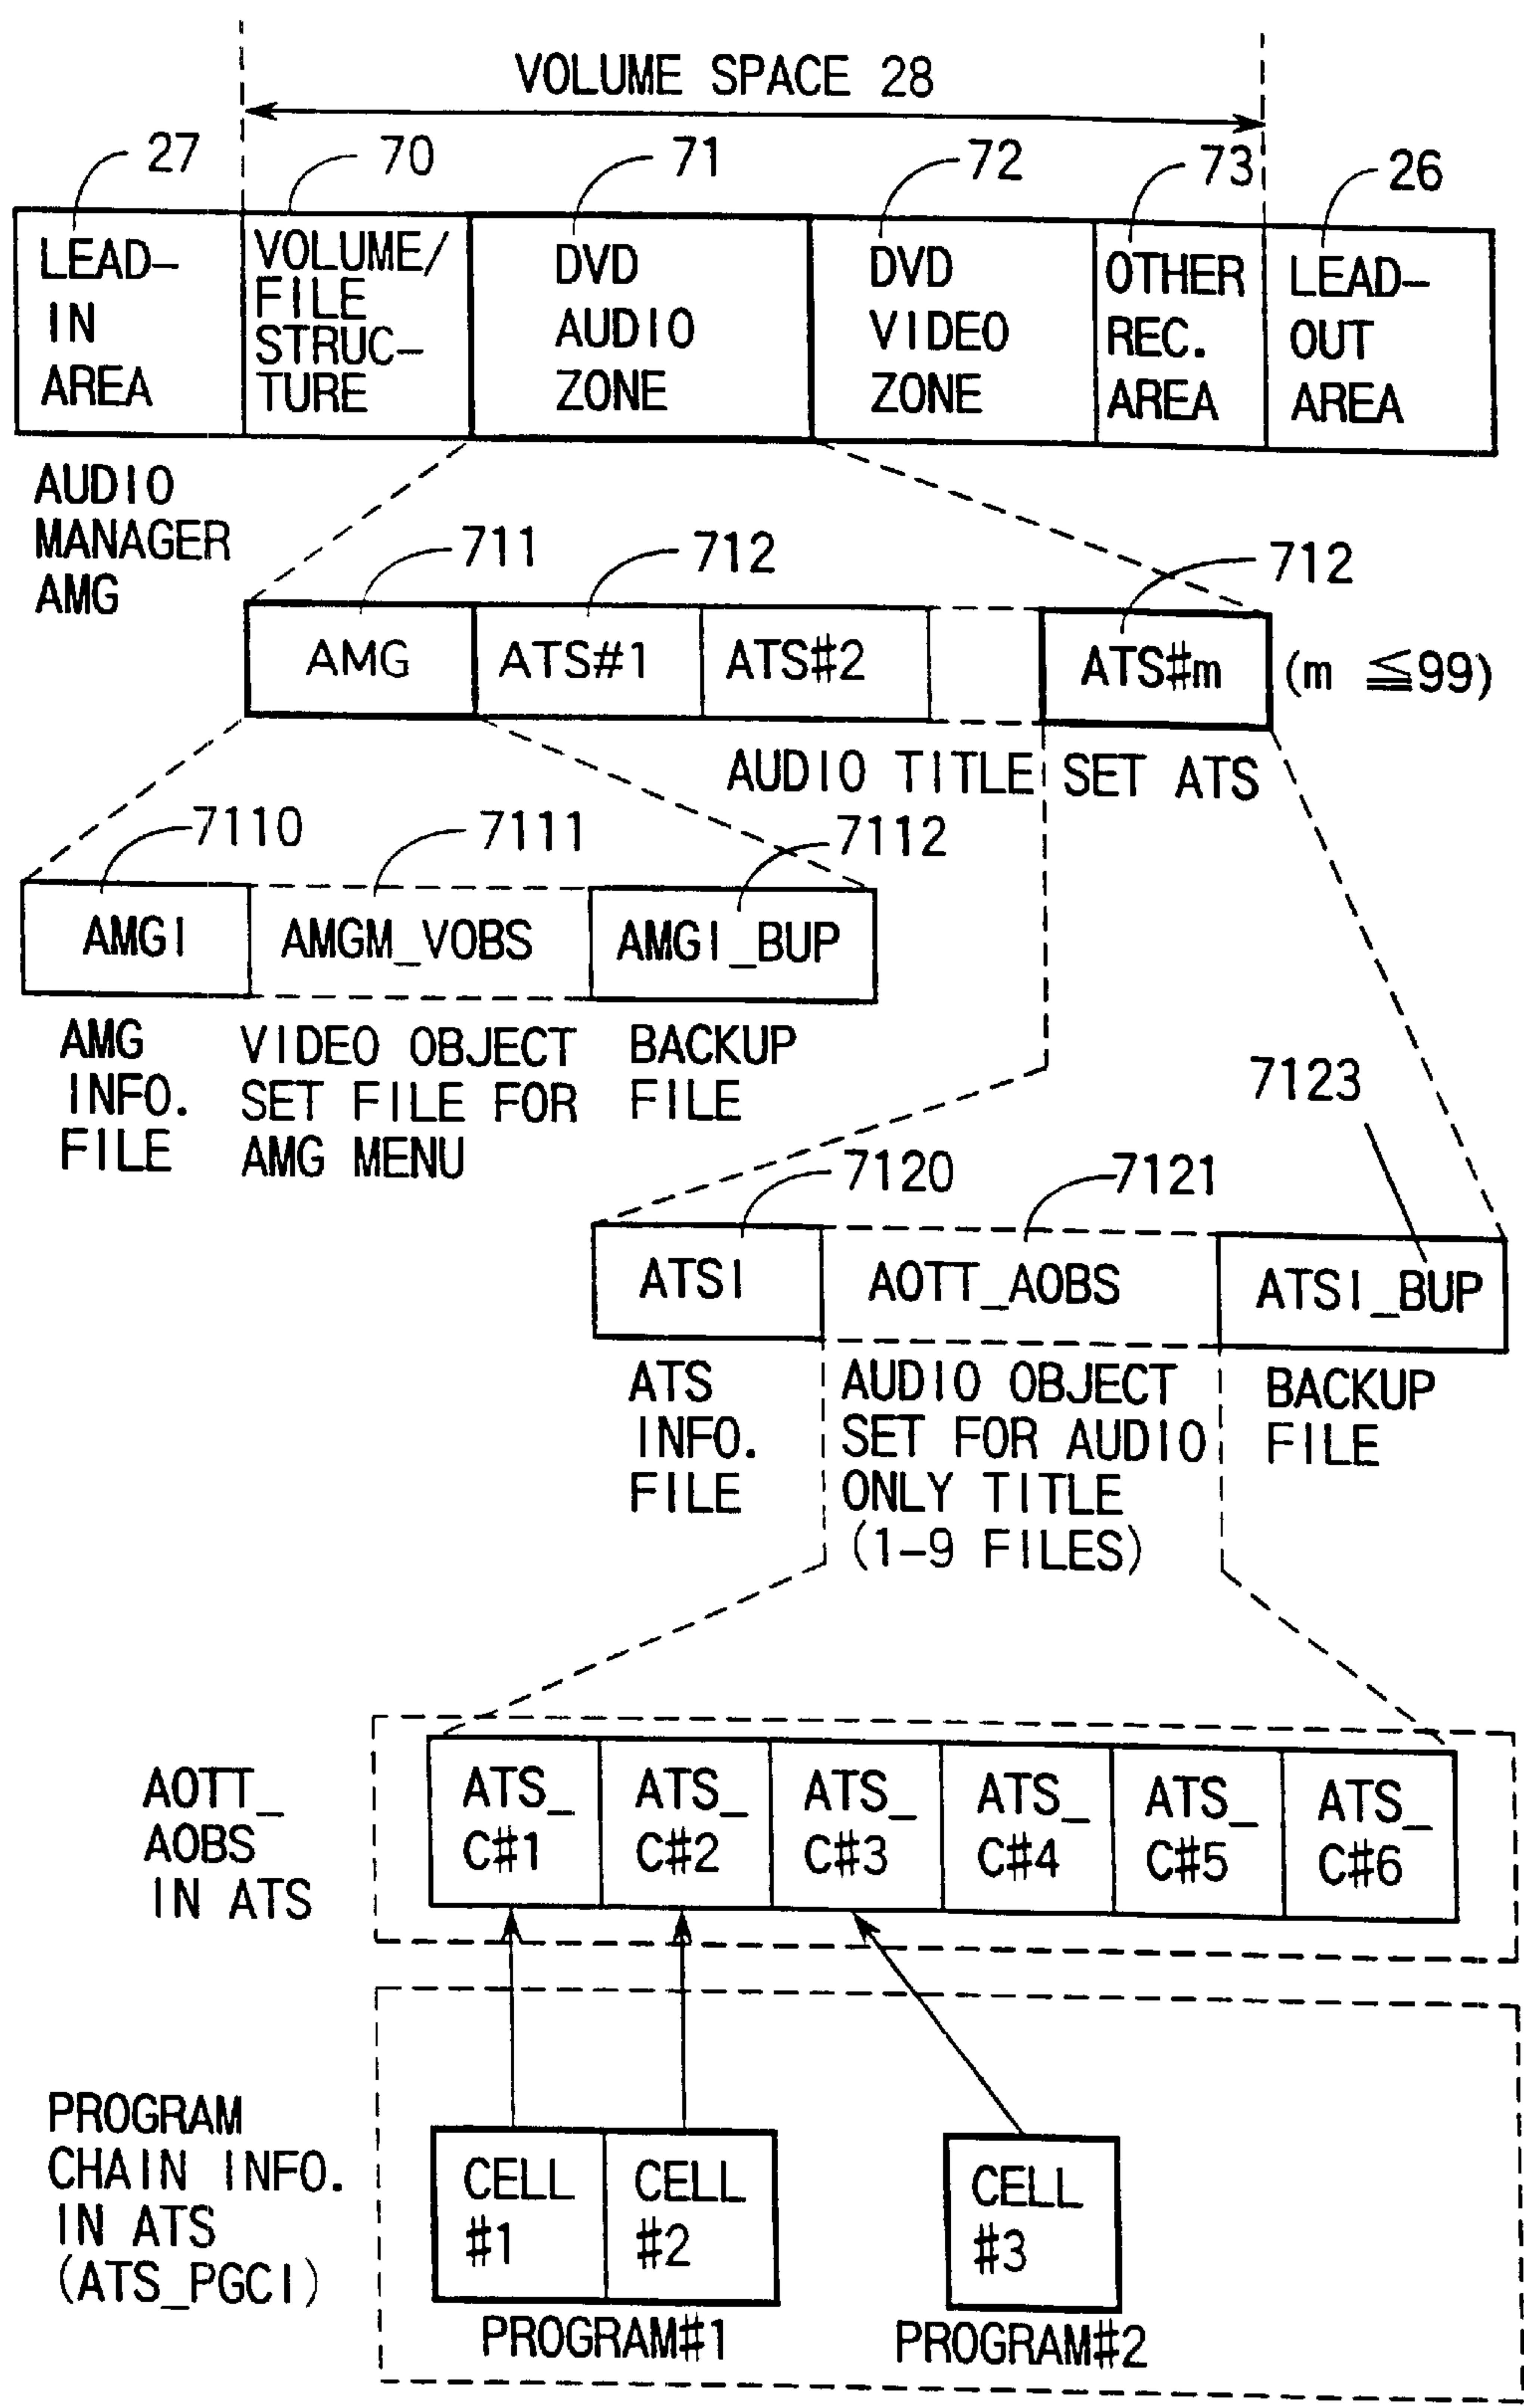 VOLUME SPACE 28
27
70
71
72
73
26
LEAD-
IN
AREA
VOLUME/
FILE
STRUC-
TURE
DVD
AUDIO
ZONE
DVD
VIDEO
ZONE
OTHER
REC.
AREA
LEAD-
OUT
AREA
AUDIO
MANAGER
AMG
711
712
712
AMG
ATS#1
ATS#2
ATS#m
(m ≦99)
AUDIO TITLE SET ATS
7110
7111
7112
AMGI
AMGM_VOBS
AMGI_BUP
AMG
INFO.
FILE
VIDEO OBJECT
SET FILE FOR
AMG MENU
BACKUP
FILE
7123
7120
7121
ATSI
AOTT_AOBS
ATSI_BUP
ATS
INFO.
FILE
AUDIO OBJECT
SET FOR AUDIO
ONLY TITLE
(1-9 FILES)
BACKUP
FILE
AOTT_
AOBS
IN ATS
ATS_
C#1
ATS_
C#2
ATS_
C#3
ATS_
C#4
ATS_
C#5
ATS_
C#6
PROGRAM
CHAIN INFO.
IN ATS
(ATS_PGCI)
CELL
#1
CELL
#2
CELL
#3
PROGRAM#1
PROGRAM#2